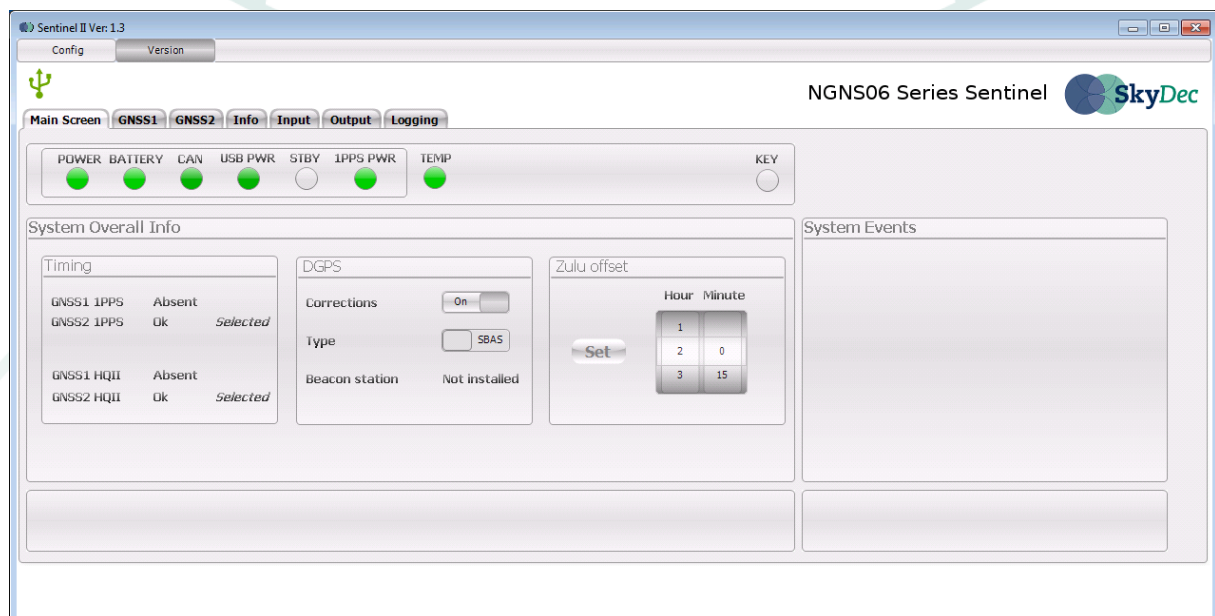 Sentinel II Ver: 1.3
Config Version
NGNS06 Series Sentinel SkyDec
Main Screen GNSS1 GNSS2 Info Input Output Logging
POWER BATTERY CAN USB PWR STBY 1PPS PWR TEMP KEY
System Overall Info
System Events
Timing
GNSS1 1PPS Absent
GNSS2 1PPS Ok Selected
GNSS1 HQII Absent
GNSS2 HQII Ok Selected
DGPS
Corrections On
Type SBAS
Beacon station Not installed
Zulu offset
Hour Minute
1
Set 2 0
3 15